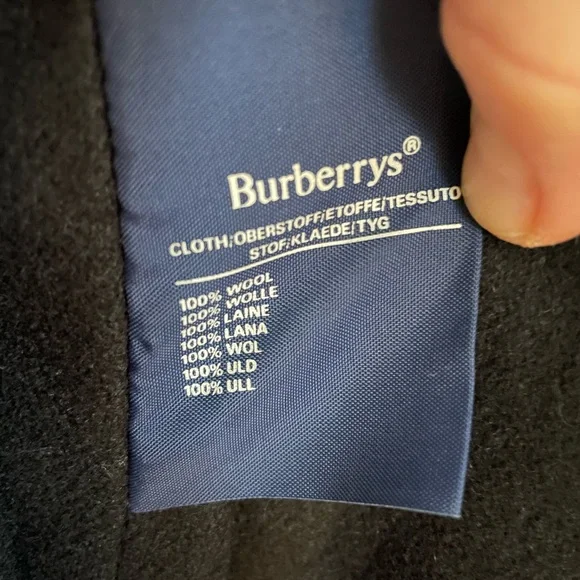 Burberrys®
CLOTH/OBERSTOFF/ETOFFE/TESSUTO
STOF/KLAEDE/TYG
100% WOOL
100% WOLLE
100% LAINE
100% LANA
100% WOL
100% ULD
100% ULL